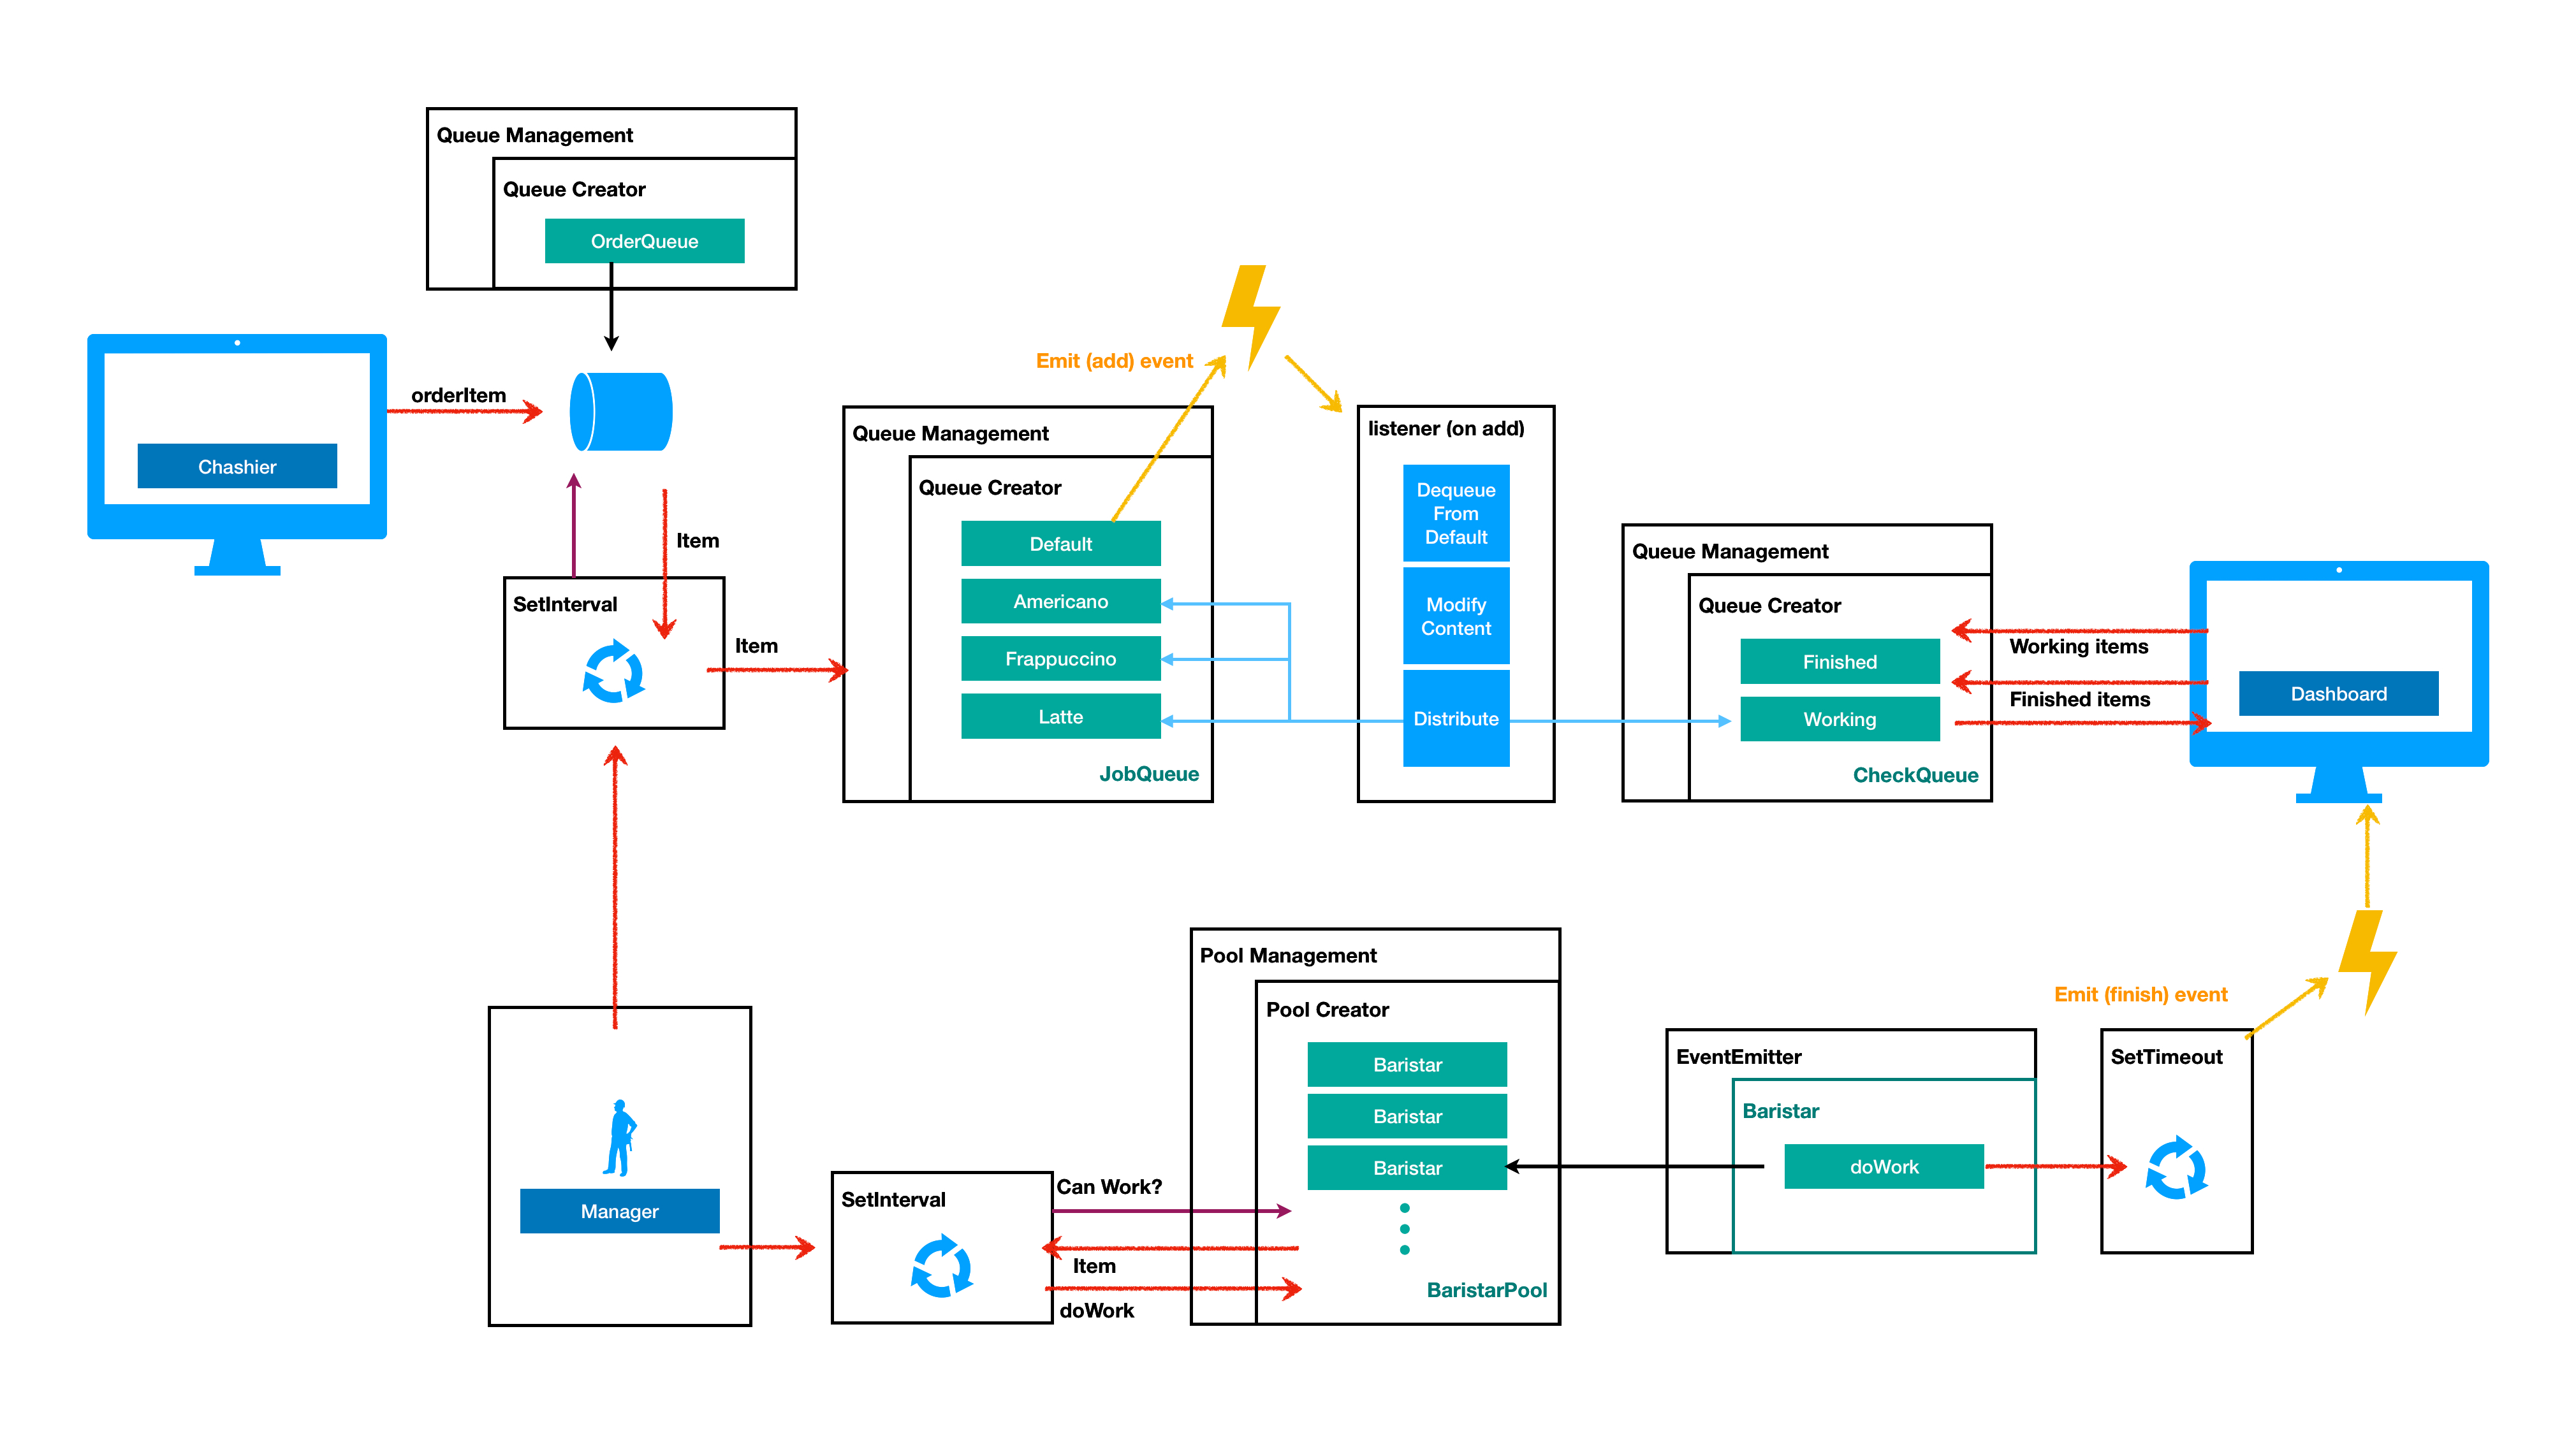 Queue Management
Queue Creator
OrderQueue
orderItem
Chashier
Item
SetInterval
Item
Emit (add) event
Queue Management
Queue Creator
Default
Americano
Frappuccino
Latte
JobQueue
listener (on add)
Dequeue
From
Default
Modify
Content
Distribute
Queue Management
Queue Creator
Finished
Working
CheckQueue
Working items
Finished items
Dashboard
Manager
SetInterval
Can Work?
Item
doWork
Pool Management
Pool Creator
Baristar
Baristar
Baristar
BaristarPool
EventEmitter
Baristar
doWork
SetTimeout
Emit (finish) event